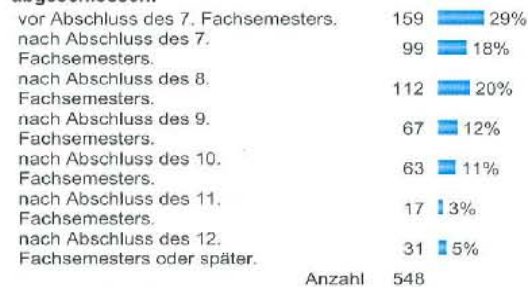 abgeschlossen.
vor Abschluss des 7. Fachsemesters. 159 29%
nach Abschluss des 7. Fachsemesters. 99 18%
nach Abschluss des 8. Fachsemesters. 112 20%
nach Abschluss des 9. Fachsemesters. 67 12%
nach Abschluss des 10. Fachsemesters. 63 11%
nach Abschluss des 11. Fachsemesters. 17 3%
nach Abschluss des 12. Fachsemesters oder später. 31 5%
Anzahl 548